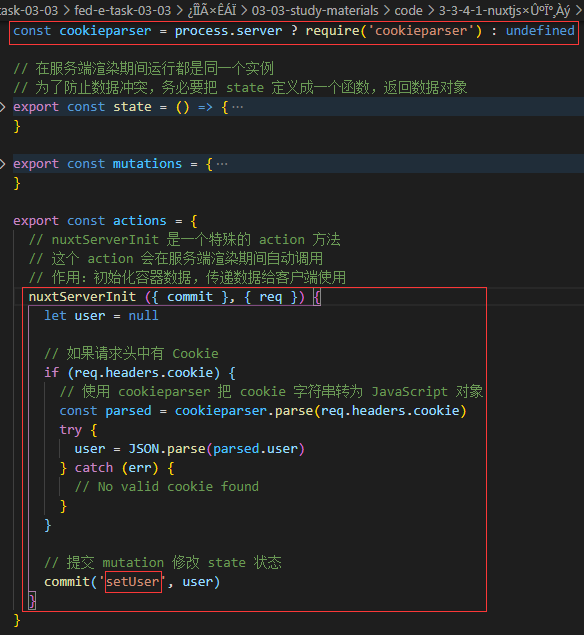 task-03-03 > fed-e-task-03-03 > ¿ÎÎÄ×ÊÁÏ > 03-03-study-materials > code > 3-3-4-1-nuxtjs×ÛºÏ°¸Àý >
const cookieparser = process.server ? require('cookieparser') : undefined
// 在服务端渲染期间运行都是同一个实例
// 为了防止数据冲突，务必要把 state 定义成一个函数，返回数据对象
export const state = () => {…
}
export const mutations = {…
}
export const actions = {
// nuxtServerInit 是一个特殊的 action 方法
// 这个 action 会在服务端渲染期间自动调用
// 作用：初始化容器数据，传递数据给客户端使用
nuxtServerInit ({ commit }, { req }) {
let user = null
// 如果请求头中有 Cookie
if (req.headers.cookie) {
// 使用 cookieparser 把 cookie 字符串转为 JavaScript 对象
const parsed = cookieparser.parse(req.headers.cookie)
try {
user = JSON.parse(parsed.user)
} catch (err) {
// No valid cookie found
}
}
// 提交 mutation 修改 state 状态
commit('setUser', user)
}
}